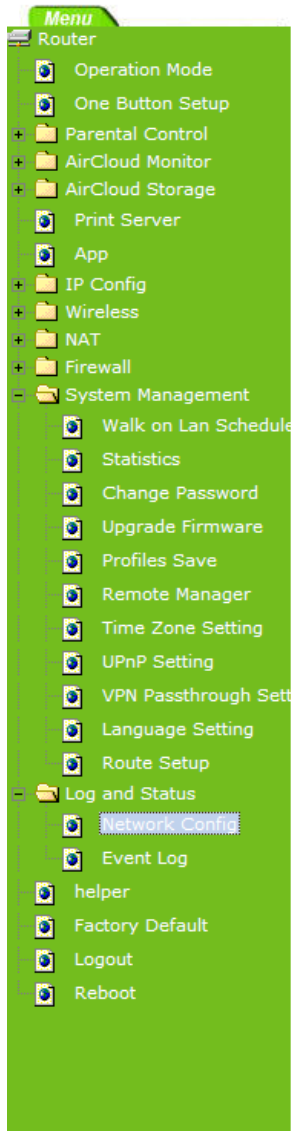 Menu
Router
Operation Mode
One Button Setup
Parental Control
AirCloud Monitor
AirCloud Storage
Print Server
App
IP Config
Wireless
NAT
Firewall
System Management
Walk on Lan Schedule
Statistics
Change Password
Upgrade Firmware
Profiles Save
Remote Manager
Time Zone Setting
UPnP Setting
VPN Passthrough Sett
Language Setting
Route Setup
Log and Status
Network Config
Event Log
helper
Factory Default
Logout
Reboot